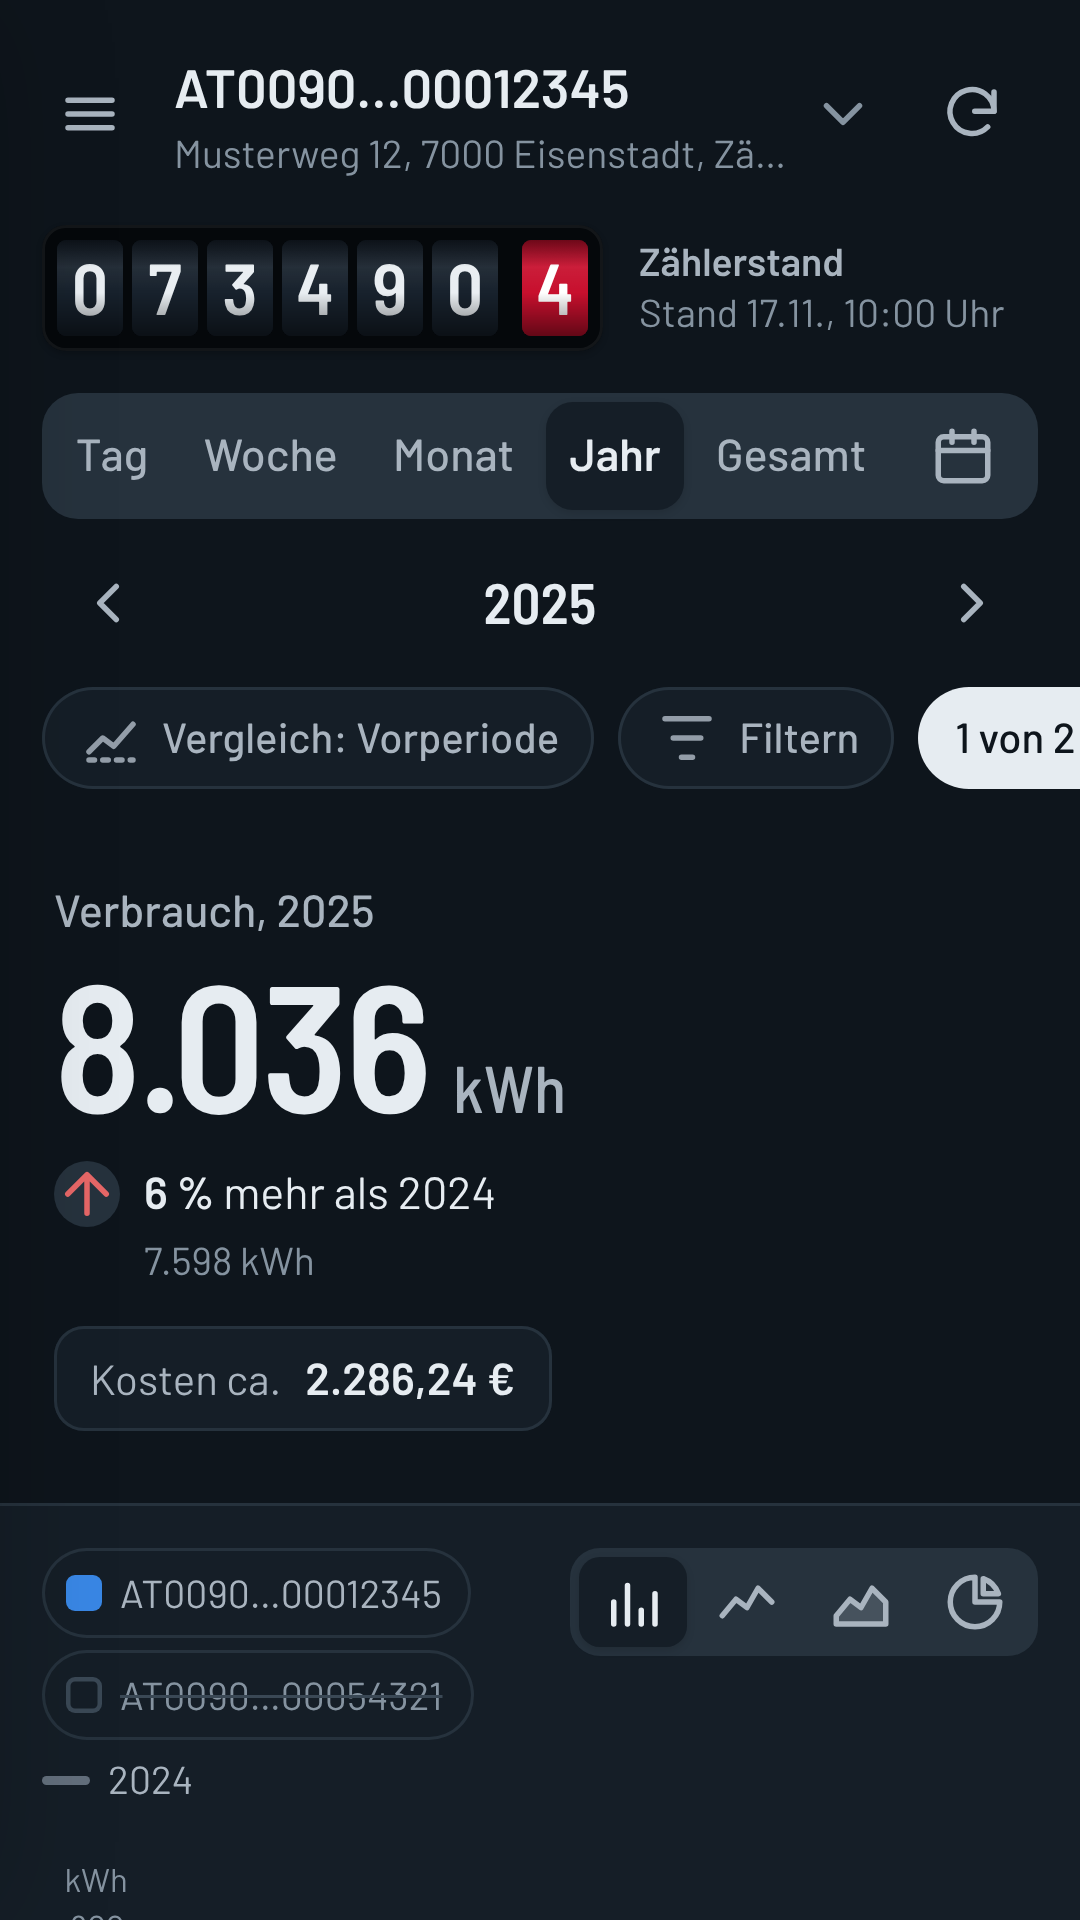 AT0090...00012345
Musterweg 12, 7000 Eisenstadt, Zä...
0 7 3 4 9 0 4
Zählerstand
Stand 17.11., 10:00 Uhr
Tag Woche Monat Jahr Gesamt
2025
Vergleich: Vorperiode Filtern 1 von 2
Verbrauch, 2025
8.036 kWh
6 % mehr als 2024
7.598 kWh
Kosten ca. 2.286,24 €
AT0090...00012345
AT0090...00054321
2024
kWh